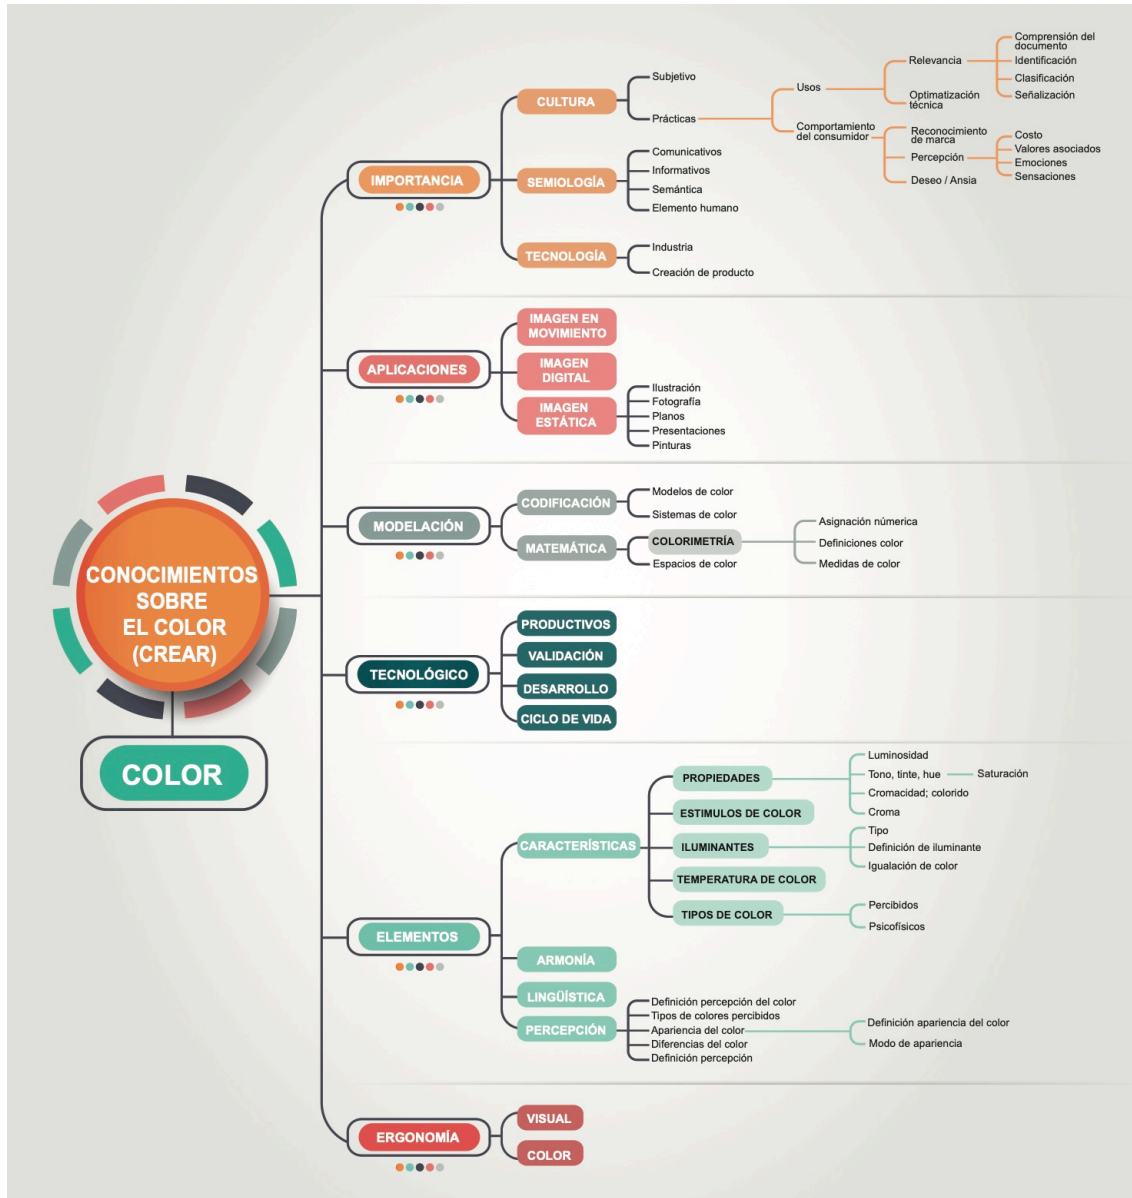 CONOCIMIENTOS
SOBRE
EL COLOR
(CREAR)
COLOR
IMPORTANCIA
CULTURA
Subjetivo
Prácticas
Usos
Relevancia
Comprensión del
documento
Identificación
Clasificación
Señalización
Optimatización
técnica
Comportamiento
del consumidor
Reconocimiento
de marca
Percepción
Costo
Valores asociados
Emociones
Sensaciones
Deseo / Ansia
SEMIOLOGÍA
Comunicativos
Informativos
Semántica
Elemento humano
TECNOLOGÍA
Industria
Creación de producto
APLICACIONES
IMAGEN EN
MOVIMIENTO
IMAGEN
DIGITAL
IMAGEN
ESTÁTICA
Ilustración
Fotografía
Planos
Presentaciones
Pinturas
MODELACIÓN
CODIFICACIÓN
Modelos de color
Sistemas de color
MATEMÁTICA
COLORIMETRÍA
Asignación númerica
Definiciones color
Medidas de color
Espacios de color
TECNOLÓGICO
PRODUCTIVOS
VALIDACIÓN
DESARROLLO
CICLO DE VIDA
ELEMENTOS
CARACTERÍSTICAS
PROPIEDADES
Luminosidad
Tono, tinte, hue
Saturación
Cromacidad; colorido
Croma
ESTIMULOS DE COLOR
ILUMINANTES
Tipo
Definición de iluminante
Igualación de color
TEMPERATURA DE COLOR
TIPOS DE COLOR
Percibidos
Psicofísicos
ARMONÍA
LINGÜÍSTICA
PERCEPCIÓN
Definición percepción del color
Tipos de colores percibidos
Apariencia del color
Definición apariencia del color
Modo de apariencia
Diferencias del color
Definición percepción
ERGONOMÍA
VISUAL
COLOR